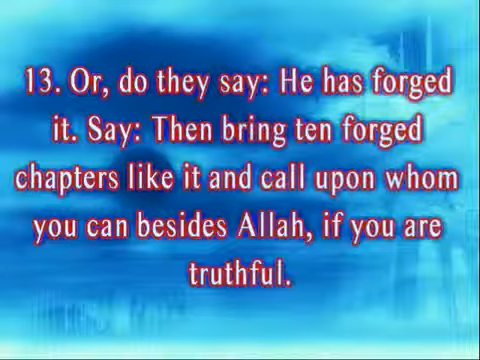 13. Or, do they say: He has forged
it. Say: Then bring ten forged
chapters like it and call upon whom
you can besides Allah, if you are
truthful.